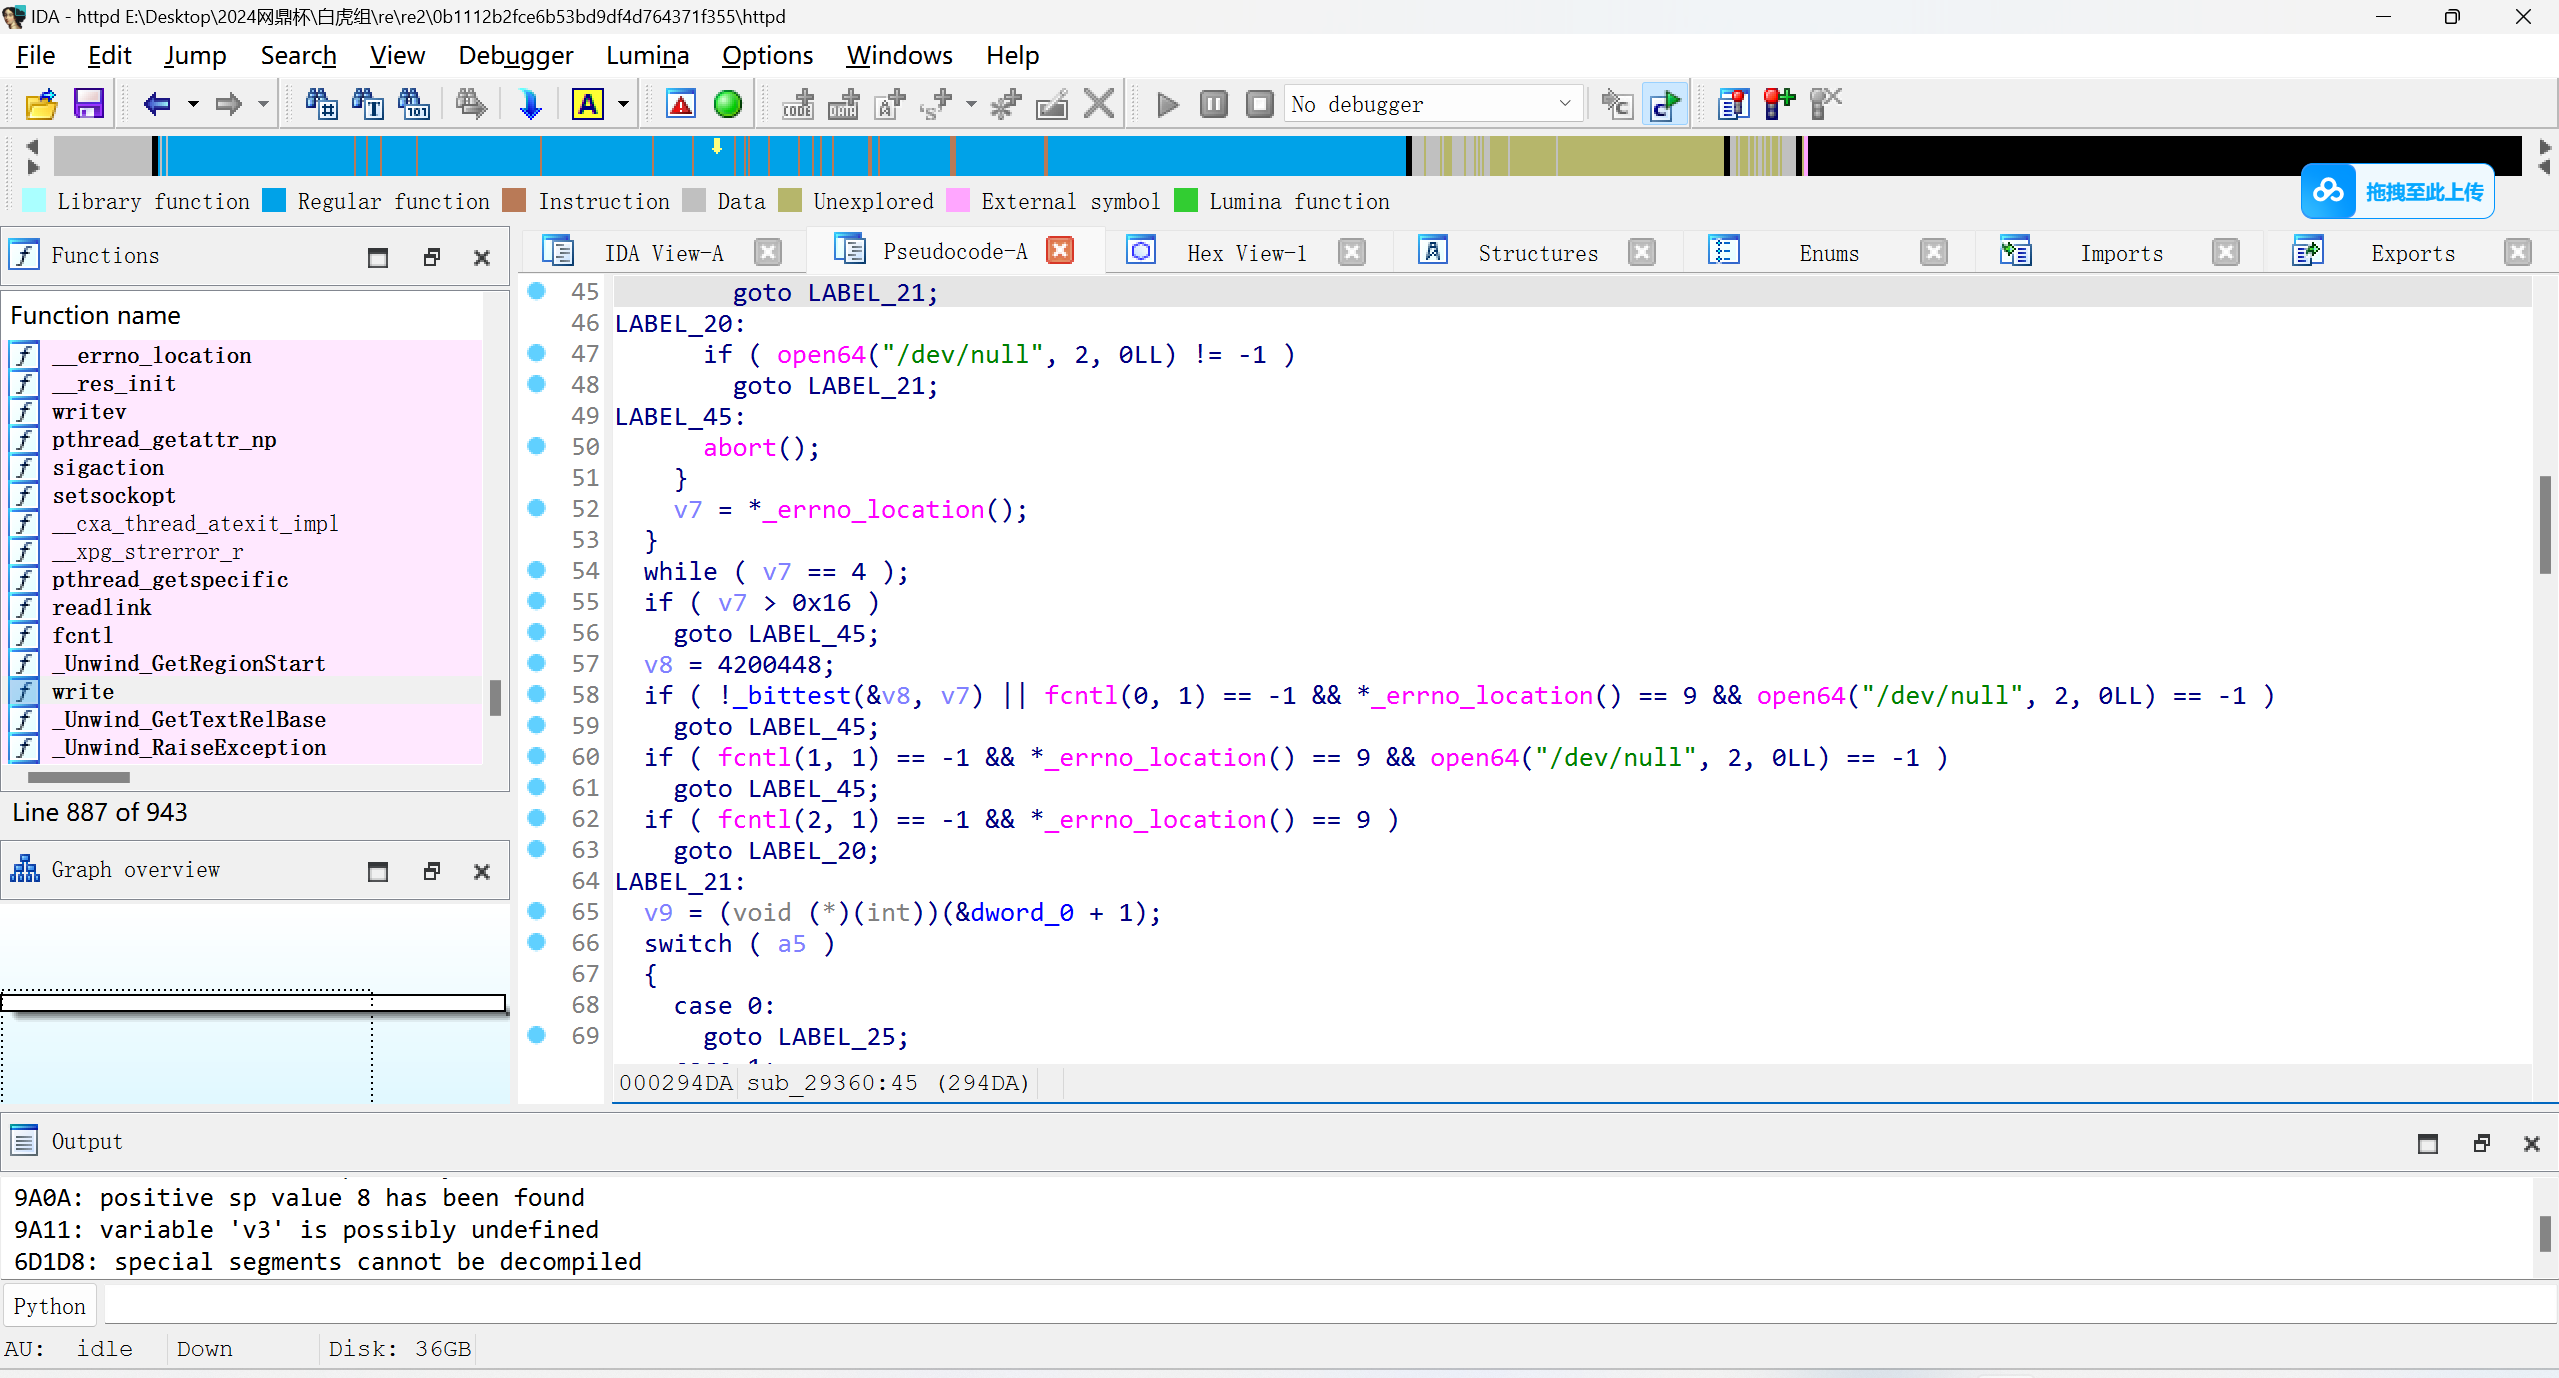 IDA - httpd E:\Desktop\2024网鼎杯\白虎组\re\re2\0b1112b2fce6b53bd9df4d764371f355\httpd
File Edit Jump Search View Debugger Lumina Options Windows Help
No debugger
Library function Regular function Instruction Data Unexplored External symbol Lumina function
拖拽至此上传
Functions
IDA View-A Pseudocode-A Hex View-1 Structures Enums Imports Exports
Function name
__errno_location
__res_init
writev
pthread_getattr_np
sigaction
setsockopt
__cxa_thread_atexit_impl
__xpg_strerror_r
pthread_getspecific
readlink
fcntl
_Unwind_GetRegionStart
write
_Unwind_GetTextRelBase
_Unwind_RaiseException
Line 887 of 943
Graph overview
45 goto LABEL_21;
46 LABEL_20:
47 if ( open64("/dev/null", 2, 0LL) != -1 )
48 goto LABEL_21;
49 LABEL_45:
50 abort();
51 }
52 v7 = *_errno_location();
53 }
54 while ( v7 == 4 );
55 if ( v7 > 0x16 )
56 goto LABEL_45;
57 v8 = 4200448;
58 if ( !_bittest(&v8, v7) || fcntl(0, 1) == -1 && *_errno_location() == 9 && open64("/dev/null", 2, 0LL) == -1 )
59 goto LABEL_45;
60 if ( fcntl(1, 1) == -1 && *_errno_location() == 9 && open64("/dev/null", 2, 0LL) == -1 )
61 goto LABEL_45;
62 if ( fcntl(2, 1) == -1 && *_errno_location() == 9 )
63 goto LABEL_20;
64 LABEL_21:
65 v9 = (void (*)(int))(&dword_0 + 1);
66 switch ( a5 )
67 {
68 case 0:
69 goto LABEL_25;
000294DA sub_29360:45 (294DA)
Output
9A0A: positive sp value 8 has been found
9A11: variable 'v3' is possibly undefined
6D1D8: special segments cannot be decompiled
Python
AU: idle Down Disk: 36GB